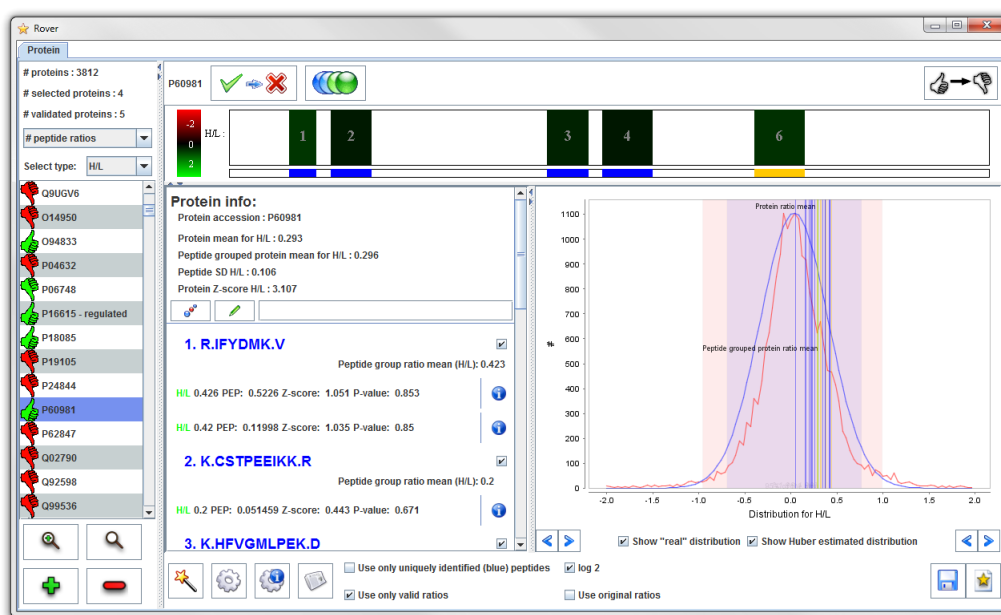 Rover
Protein
# proteins : 3812
# selected proteins : 4
# validated proteins : 5
# peptide ratios
Select type: H/L
Q9UGV6
O14950
O94833
P04632
P06748
P16615 - regulated
P18085
P19105
P24844
P60981
P62847
Q02790
Q92598
Q99536
P60981
-2
0
2
H/L :
1 2 3 4 6
Protein info:
Protein accession : P60981
Protein mean for H/L : 0.293
Peptide grouped protein mean for H/L : 0.296
Peptide SD H/L : 0.106
Protein Z-score H/L : 3.107
1. R.IFYDMK.V
Peptide group ratio mean (H/L): 0.423
H/L 0.426 PEP: 0.5226 Z-score: 1.051 P-value: 0.853
H/L 0.42 PEP: 0.11998 Z-score: 1.035 P-value: 0.85
2. K.CSTPEEIKK.R
Peptide group ratio mean (H/L): 0.2
H/L 0.2 PEP: 0.051459 Z-score: 0.443 P-value: 0.671
3. K.HFVGMLPEK.D
Use only uniquely identified (blue) peptides
log 2
Use only valid ratios
Use original ratios
Protein ratio mean
Peptide grouped protein ratio mean
#
1100
1000
900
800
700
600
500
400
300
200
100
0
-2.0 -1.5 -1.0 -0.5 0.0 0.5 1.0 1.5 2.0
Distribution for H/L
Show "real" distribution
Show Huber estimated distribution